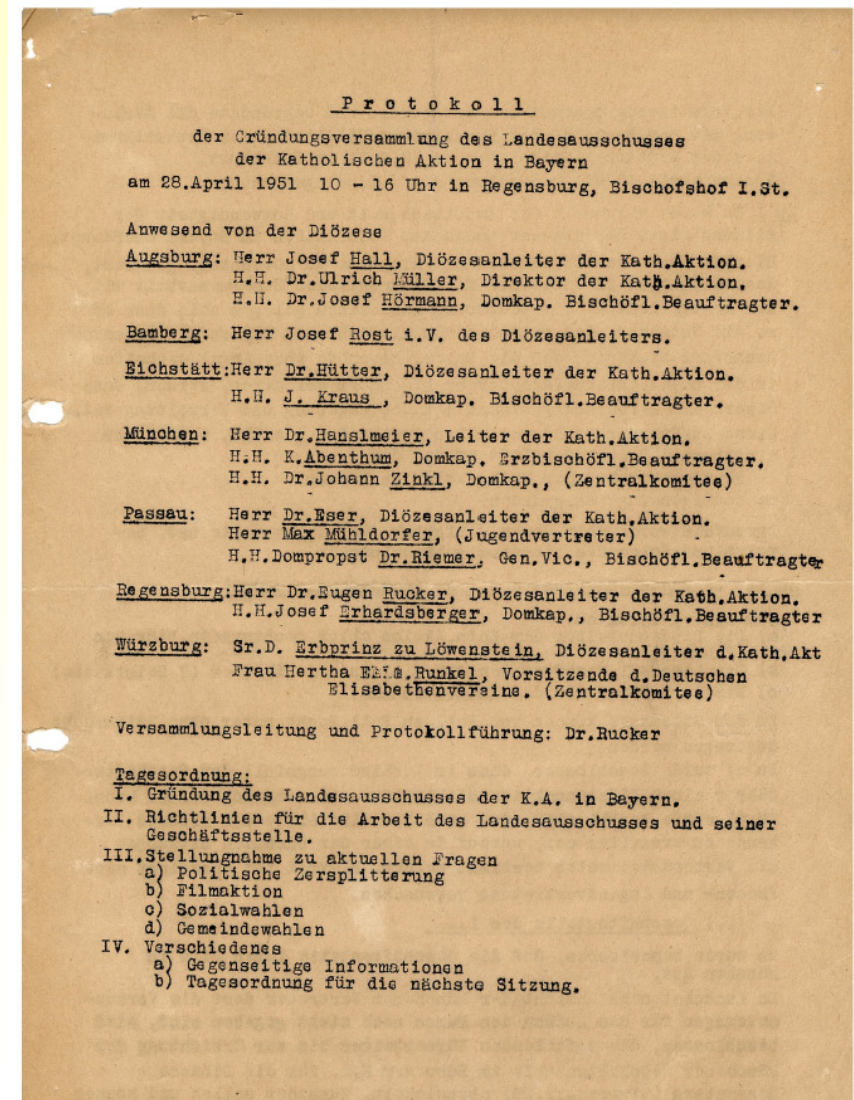 Protokoll
der Gründungsversammlung des Landesausschusses
der Katholischen Aktion in Bayern
am 28.April 1951 10 - 16 Uhr in Regensburg, Bischofshof I.St.
Anwesend von der Diözese
Augsburg: Herr Josef Hall, Diözesanleiter der Kath.Aktion.
H.H. Dr.Ulrich Müller, Direktor der Kath.Aktion.
H.H. Dr.Josef Hörmann, Domkap. Bischöfl.Beauftragter.
Bamberg: Herr Josef Rost i.V. des Diözesanleiters.
Eichstätt:Herr Dr.Hütter, Diözesanleiter der Kath.Aktion.
H.H. J. Kraus , Domkap. Bischöfl.Beauftragter.
München: Herr Dr.Hanslmeier, Leiter der Kath.Aktion.
H.H. K.Abenthum, Domkap. Erzbischöfl.Beauftragter.
H.H. Dr.Johann Zinkl, Domkap., (Zentralkomitee)
Passau: Herr Dr.Eser, Diözesanleiter der Kath.Aktion.
Herr Max Mühldorfer, (Jugendvertreter)
H.H.Dompropst Dr.Riemer, Gen.Vic., Bischöfl.Beauftragter
Regensburg:Herr Dr.Eugen Rucker, Diözesanleiter der Kath.Aktion.
H.H.Josef Erhardsberger, Domkap., Bischöfl.Beauftragter
Würzburg: Sr.D. Erbprinz zu Löwenstein, Diözesanleiter d.Kath.Akt
Frau Hertha Runkel, Vorsitzende d.Deutschen
Elisabethenvereine. (Zentralkomitee)
Versammlungsleitung und Protokollführung: Dr.Rucker
Tagesordnung:
I. Gründung des Landesausschusses der K.A. in Bayern.
II. Richtlinien für die Arbeit des Landesausschusses und seiner
Geschäftsstelle.
III.Stellungnahme zu aktuellen Fragen
a) Politische Zersplitterung
b) Filmaktion
c) Sozialwahlen
d) Gemeindewahlen
IV. Verschiedenes
a) Gegenseitige Informationen
b) Tagesordnung für die nächste Sitzung.